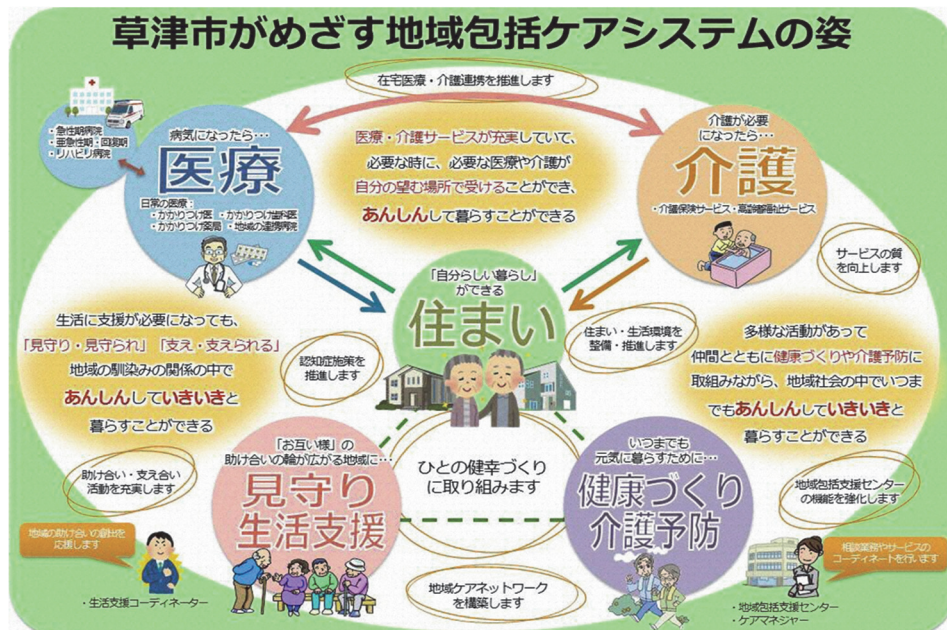 草津市がめざす地域包括ケアシステムの姿
在宅医療・介護連携を推進します
・急性期病院
・亜急性期・回復期
・リハビリ病院
病気になったら…
医療
日常の医療：
・かかりつけ医　・かかりつけ歯科医
・かかりつけ薬局　・地域の連携病院
医療・介護サービスが充実していて、
必要な時に、必要な医療や介護が
自分の望む場所で受けることができ、
あんしんして暮らすことができる
介護が必要
になったら…
介護
・介護保険サービス・高齢者福祉サービス
サービスの質
を向上します
「自分らしい暮らし」
ができる
住まい
生活に支援が必要になっても、
「見守り・見守られ」「支え・支えられる」
地域の馴染みの関係の中で
あんしんしていきいきと
暮らすことができる
認知症施策を
推進します
住まい・生活環境を
整備・推進します
多様な活動があって
仲間とともに健康づくりや介護予防に
取組みながら、地域社会の中でいつま
でもあんしんしていきいきと
暮らすことができる
助け合い・支え合い
活動を充実します
「お互い様」の
助け合いの輪が広がる地域に…
見守り
生活支援
ひとの健幸づくり
に取り組みます
いつまでも
元気に暮らすために…
健康づくり
介護予防
地域包括支援センター
の機能を強化します
地域の助け合いの創出を
応援します
・生活支援コーディネーター
地域ケアネットワーク
を構築します
相談業務やサービスの
コーディネートを行います
・地域包括支援センター
・ケアマネジャー